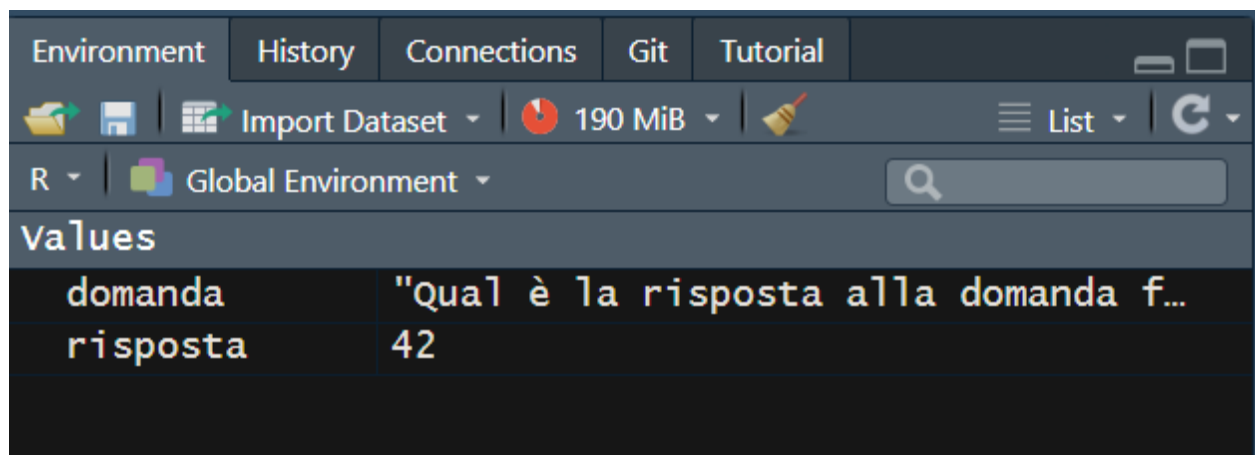 Environment History Connections Git Tutorial
Import Dataset 190 MiB List
R Global Environment
Values
domanda "Qual è la risposta alla domanda f…
risposta 42